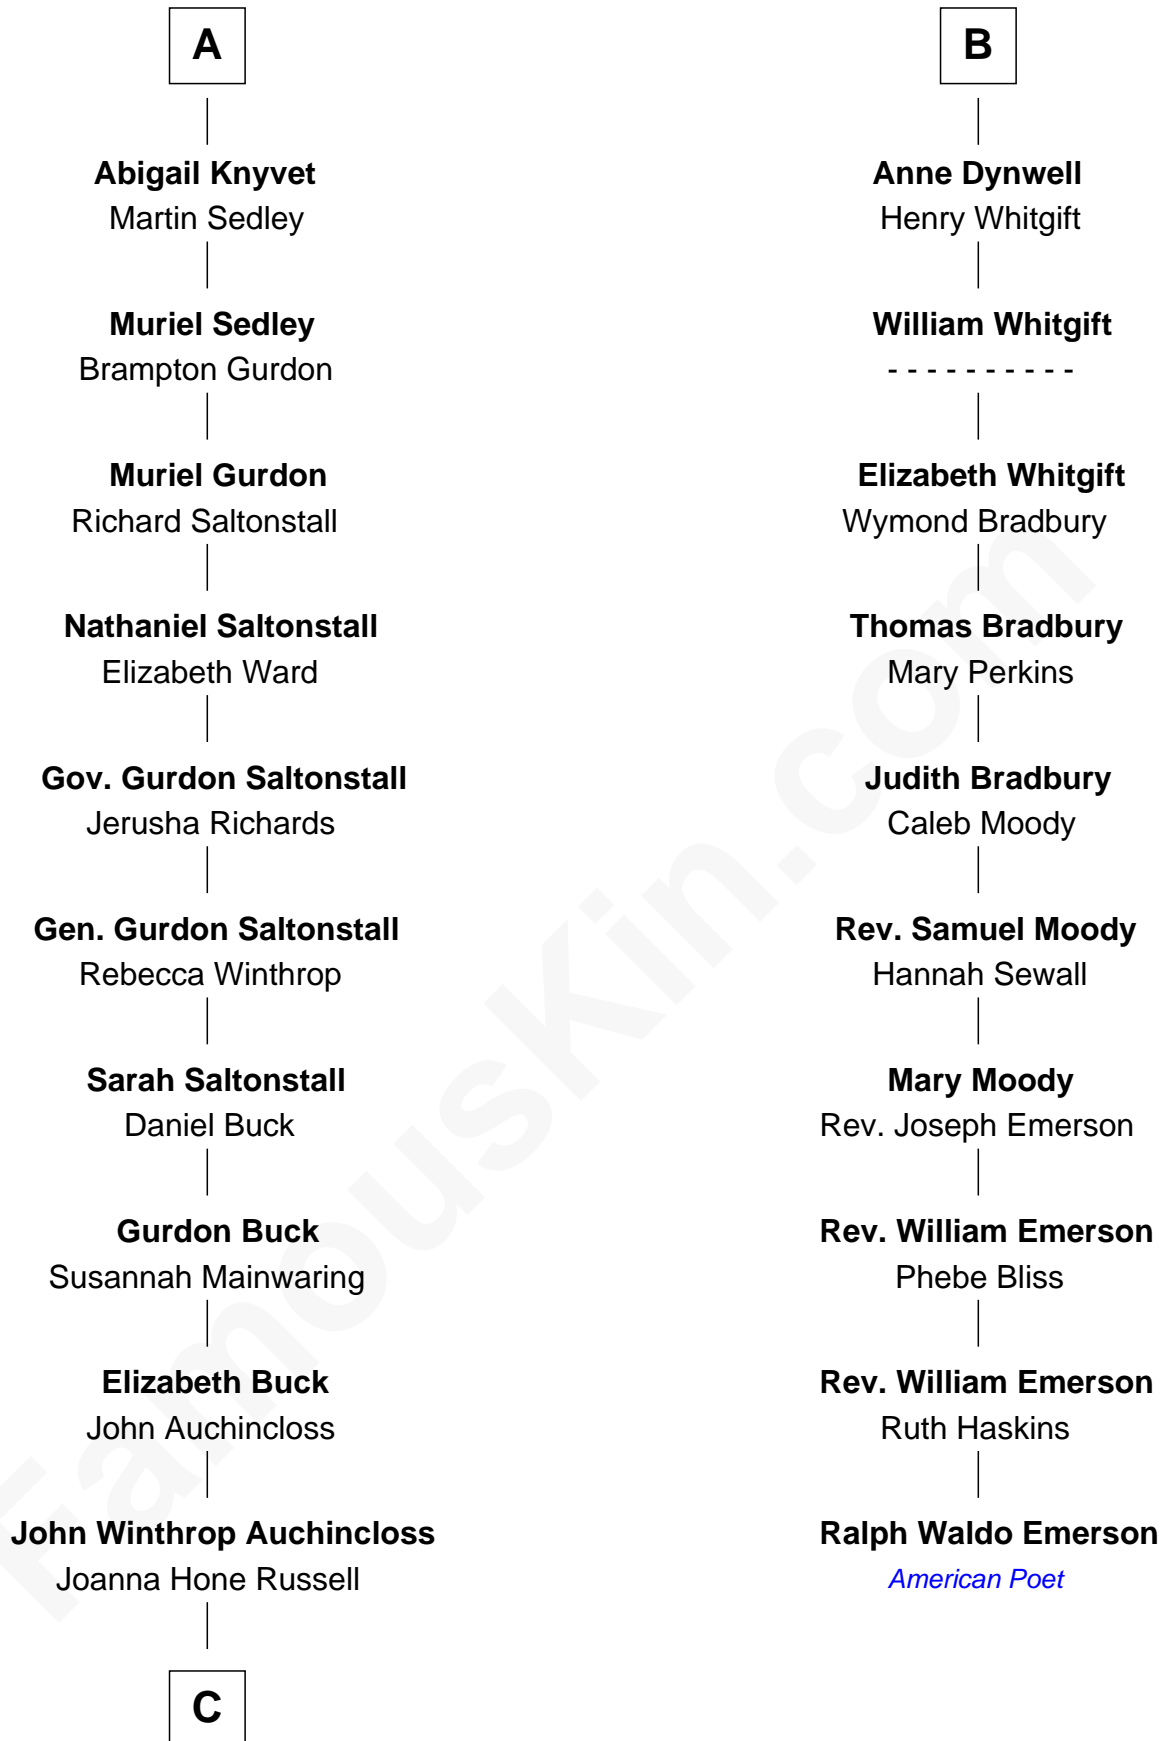 A
Abigail Knyvet
Martin Sedley
Muriel Sedley
Brampton Gurdon
Muriel Gurdon
Richard Saltonstall
Nathaniel Saltonstall
Elizabeth Ward
Gov. Gurdon Saltonstall
Jerusha Richards
Gen. Gurdon Saltonstall
Rebecca Winthrop
Sarah Saltonstall
Daniel Buck
Gurdon Buck
Susannah Mainwaring
Elizabeth Buck
John Auchincloss
John Winthrop Auchincloss
Joanna Hone Russell
C
B
Anne Dynwell
Henry Whitgift
William Whitgift
- - - - - - - - - -
Elizabeth Whitgift
Wymond Bradbury
Thomas Bradbury
Mary Perkins
Judith Bradbury
Caleb Moody
Rev. Samuel Moody
Hannah Sewall
Mary Moody
Rev. Joseph Emerson
Rev. William Emerson
Phebe Bliss
Rev. William Emerson
Ruth Haskins
Ralph Waldo Emerson
American Poet
FamousKin.com